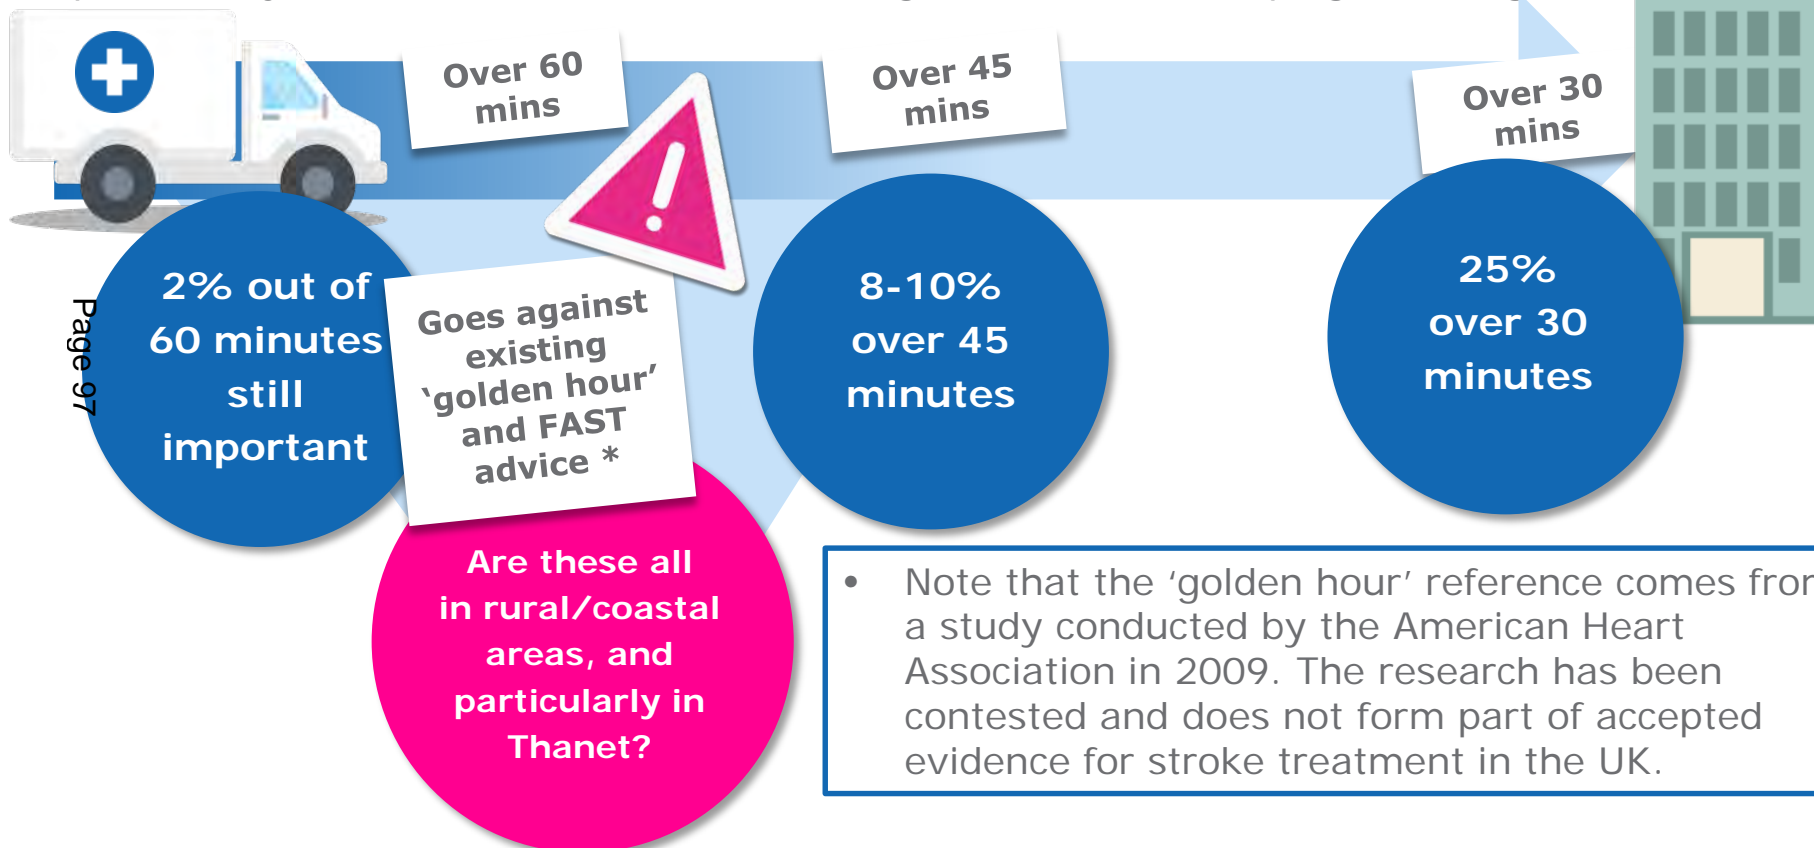 Over 60
mins
Over 45
mins
Over 30
mins
2% out of
60 minutes
still
important
Goes against
existing
‘golden hour’
and FAST
advice *
8-10%
over 45
minutes
25%
over 30
minutes
Are these all
in rural/coastal
areas, and
particularly in
Thanet?
• Note that the ‘golden hour’ reference comes from
a study conducted by the American Heart
Association in 2009. The research has been
contested and does not form part of accepted
evidence for stroke treatment in the UK.
Page 97